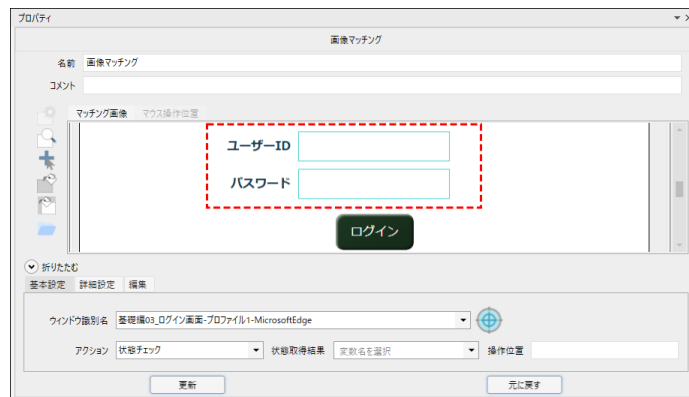 プロパティ
画像マッチング
名前 画像マッチング
コメント
マッチング画像 マウス操作位置
ユーザーID
パスワード
ログイン
折りたたむ
基本設定 詳細設定 編集
ウィンドウ識別名 基礎編03_ログイン画面-プロファイル1-MicrosoftEdge
アクション 状態チェック 状態取得結果 変数名を選択 操作位置
更新 元に戻す